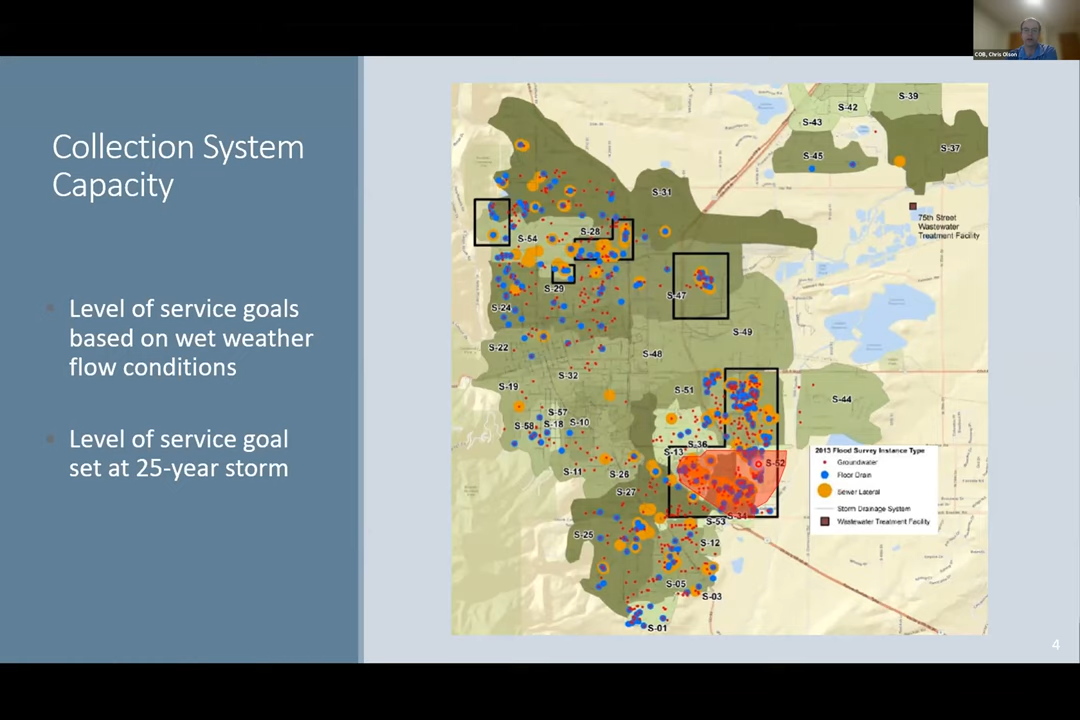 COB, Chris Olson
Collection System
Capacity
Level of service goals
based on wet weather
flow conditions
Level of service goal
set at 25-year storm
S-39
S-42
S-43
S-37
S-45
S-31
75th Street
Wastewater
Treatment Facility
S-28
S-54
S-29
S-47
S-24
S-49
S-22
S-48
S-32
S-19
S-51
S-44
S-57
S-58
S-18
S-10
S-36
S-13
S-52
S-11
S-26
S-27
S-34
S-53
S-25
S-12
S-05
S-03
S-01
2013 Flood Survey Instance Type
Groundwater
Floor Drain
Sewer Lateral
Storm Drainage System
Wastewater Treatment Facility
4